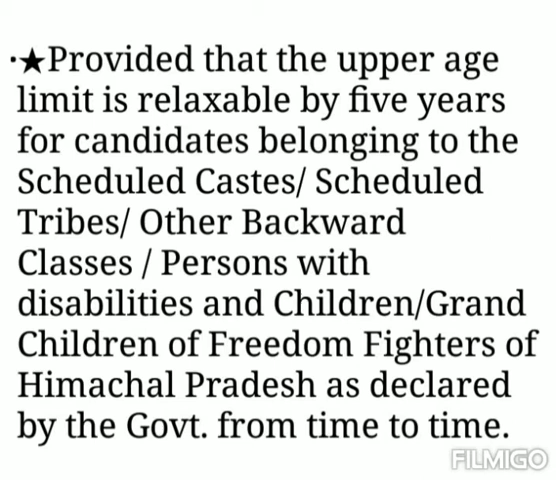 ·★Provided that the upper age
limit is relaxable by five years
for candidates belonging to the
Scheduled Castes/ Scheduled
Tribes/ Other Backward
Classes / Persons with
disabilities and Children/Grand
Children of Freedom Fighters of
Himachal Pradesh as declared
by the Govt. from time to time.
FILMIGO